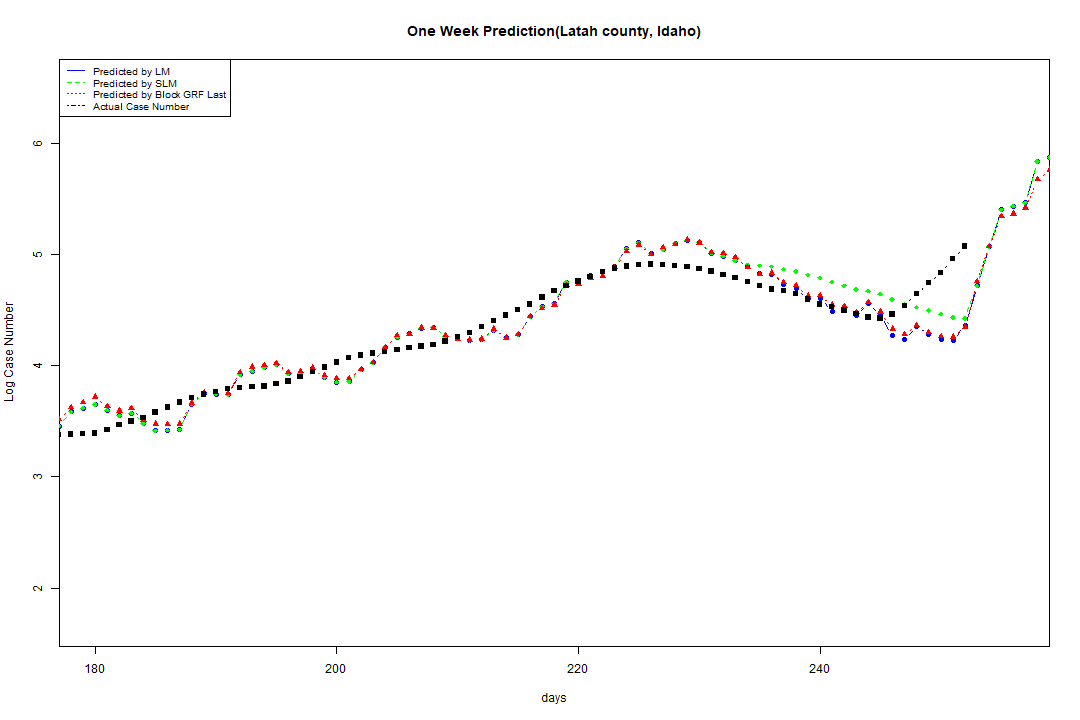 One Week Prediction(Latah county, Idaho)
Predicted by LM
Predicted by SLM
Predicted by Block GRF Last
Actual Case Number
Log Case Number
6
5
4
3
2
180 200 220 240
days